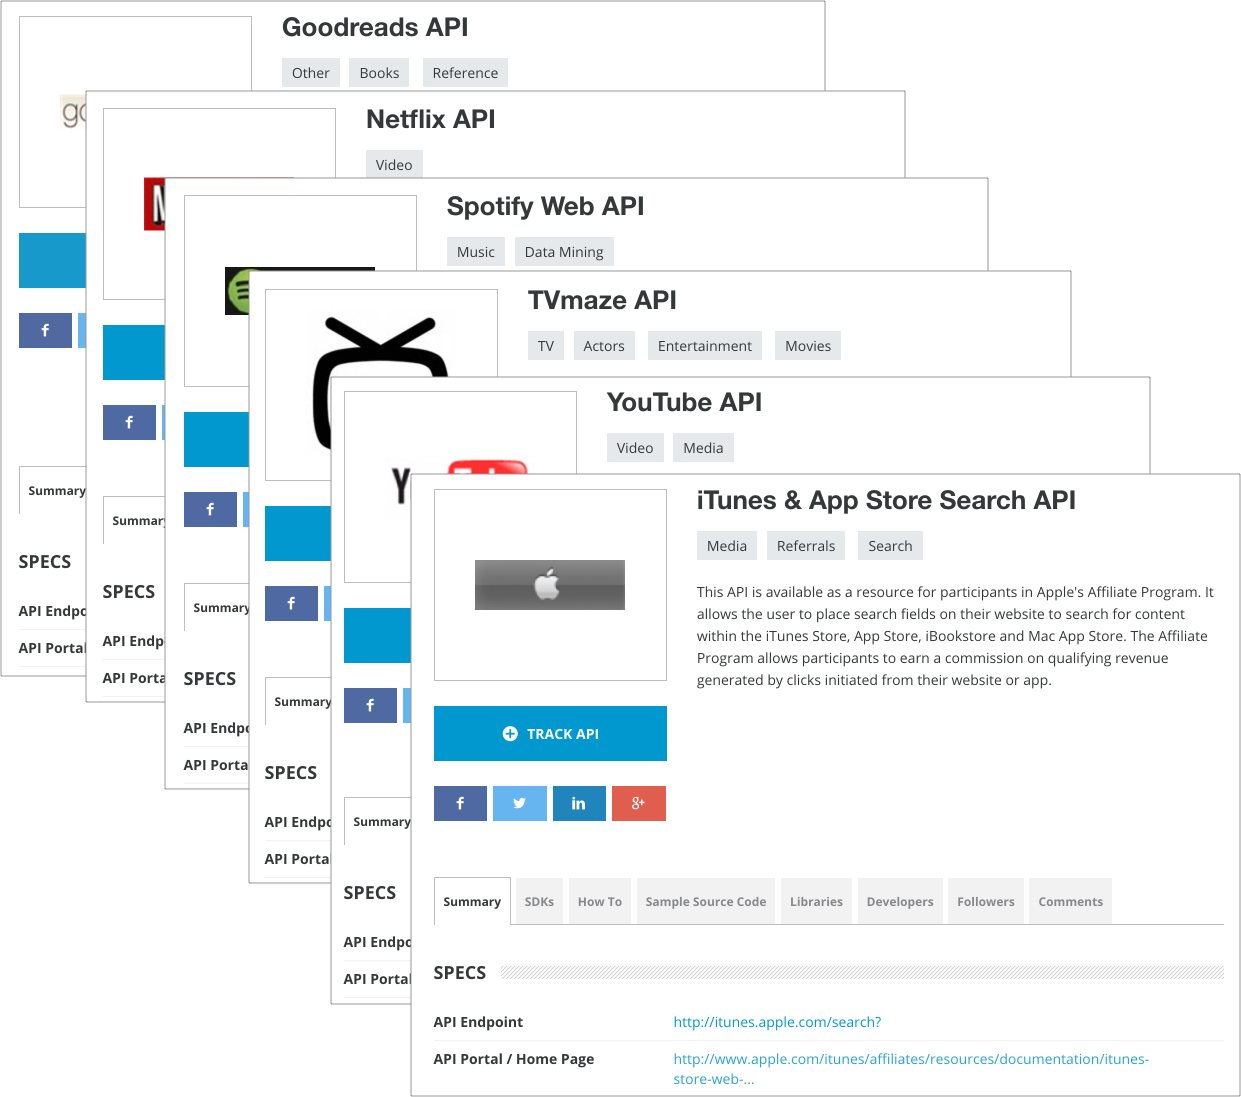 Goodreads API
Other Books Reference
Netflix API
Video
Spotify Web API
Music Data Mining
TVmaze API
TV Actors Entertainment Movies
YouTube API
Video Media
iTunes & App Store Search API
Media Referrals Search
This API is available as a resource for participants in Apple's Affiliate Program. It
allows the user to place search fields on their website to search for content
within the iTunes Store, App Store, iBookstore and Mac App Store. The Affiliate
Program allows participants to earn a commission on qualifying revenue
generated by clicks initiated from their website or app.
TRACK API
f in g+
Summary SDKs How To Sample Source Code Libraries Developers Followers Comments
SPECS
API Endpoint http://itunes.apple.com/search?
API Portal / Home Page http://www.apple.com/itunes/affiliates/resources/documentation/itunes-
store-web-...
f
Summary
SPECS
API Endpo
API Portal
f
Summary
SPECS
API Endp
API Porta
f
Summary
SPECS
API Endpo
API Porta
f
Summary
SPECS
API Endpo
API Porta
f
Summary
SPECS
API Endpo
API Portal